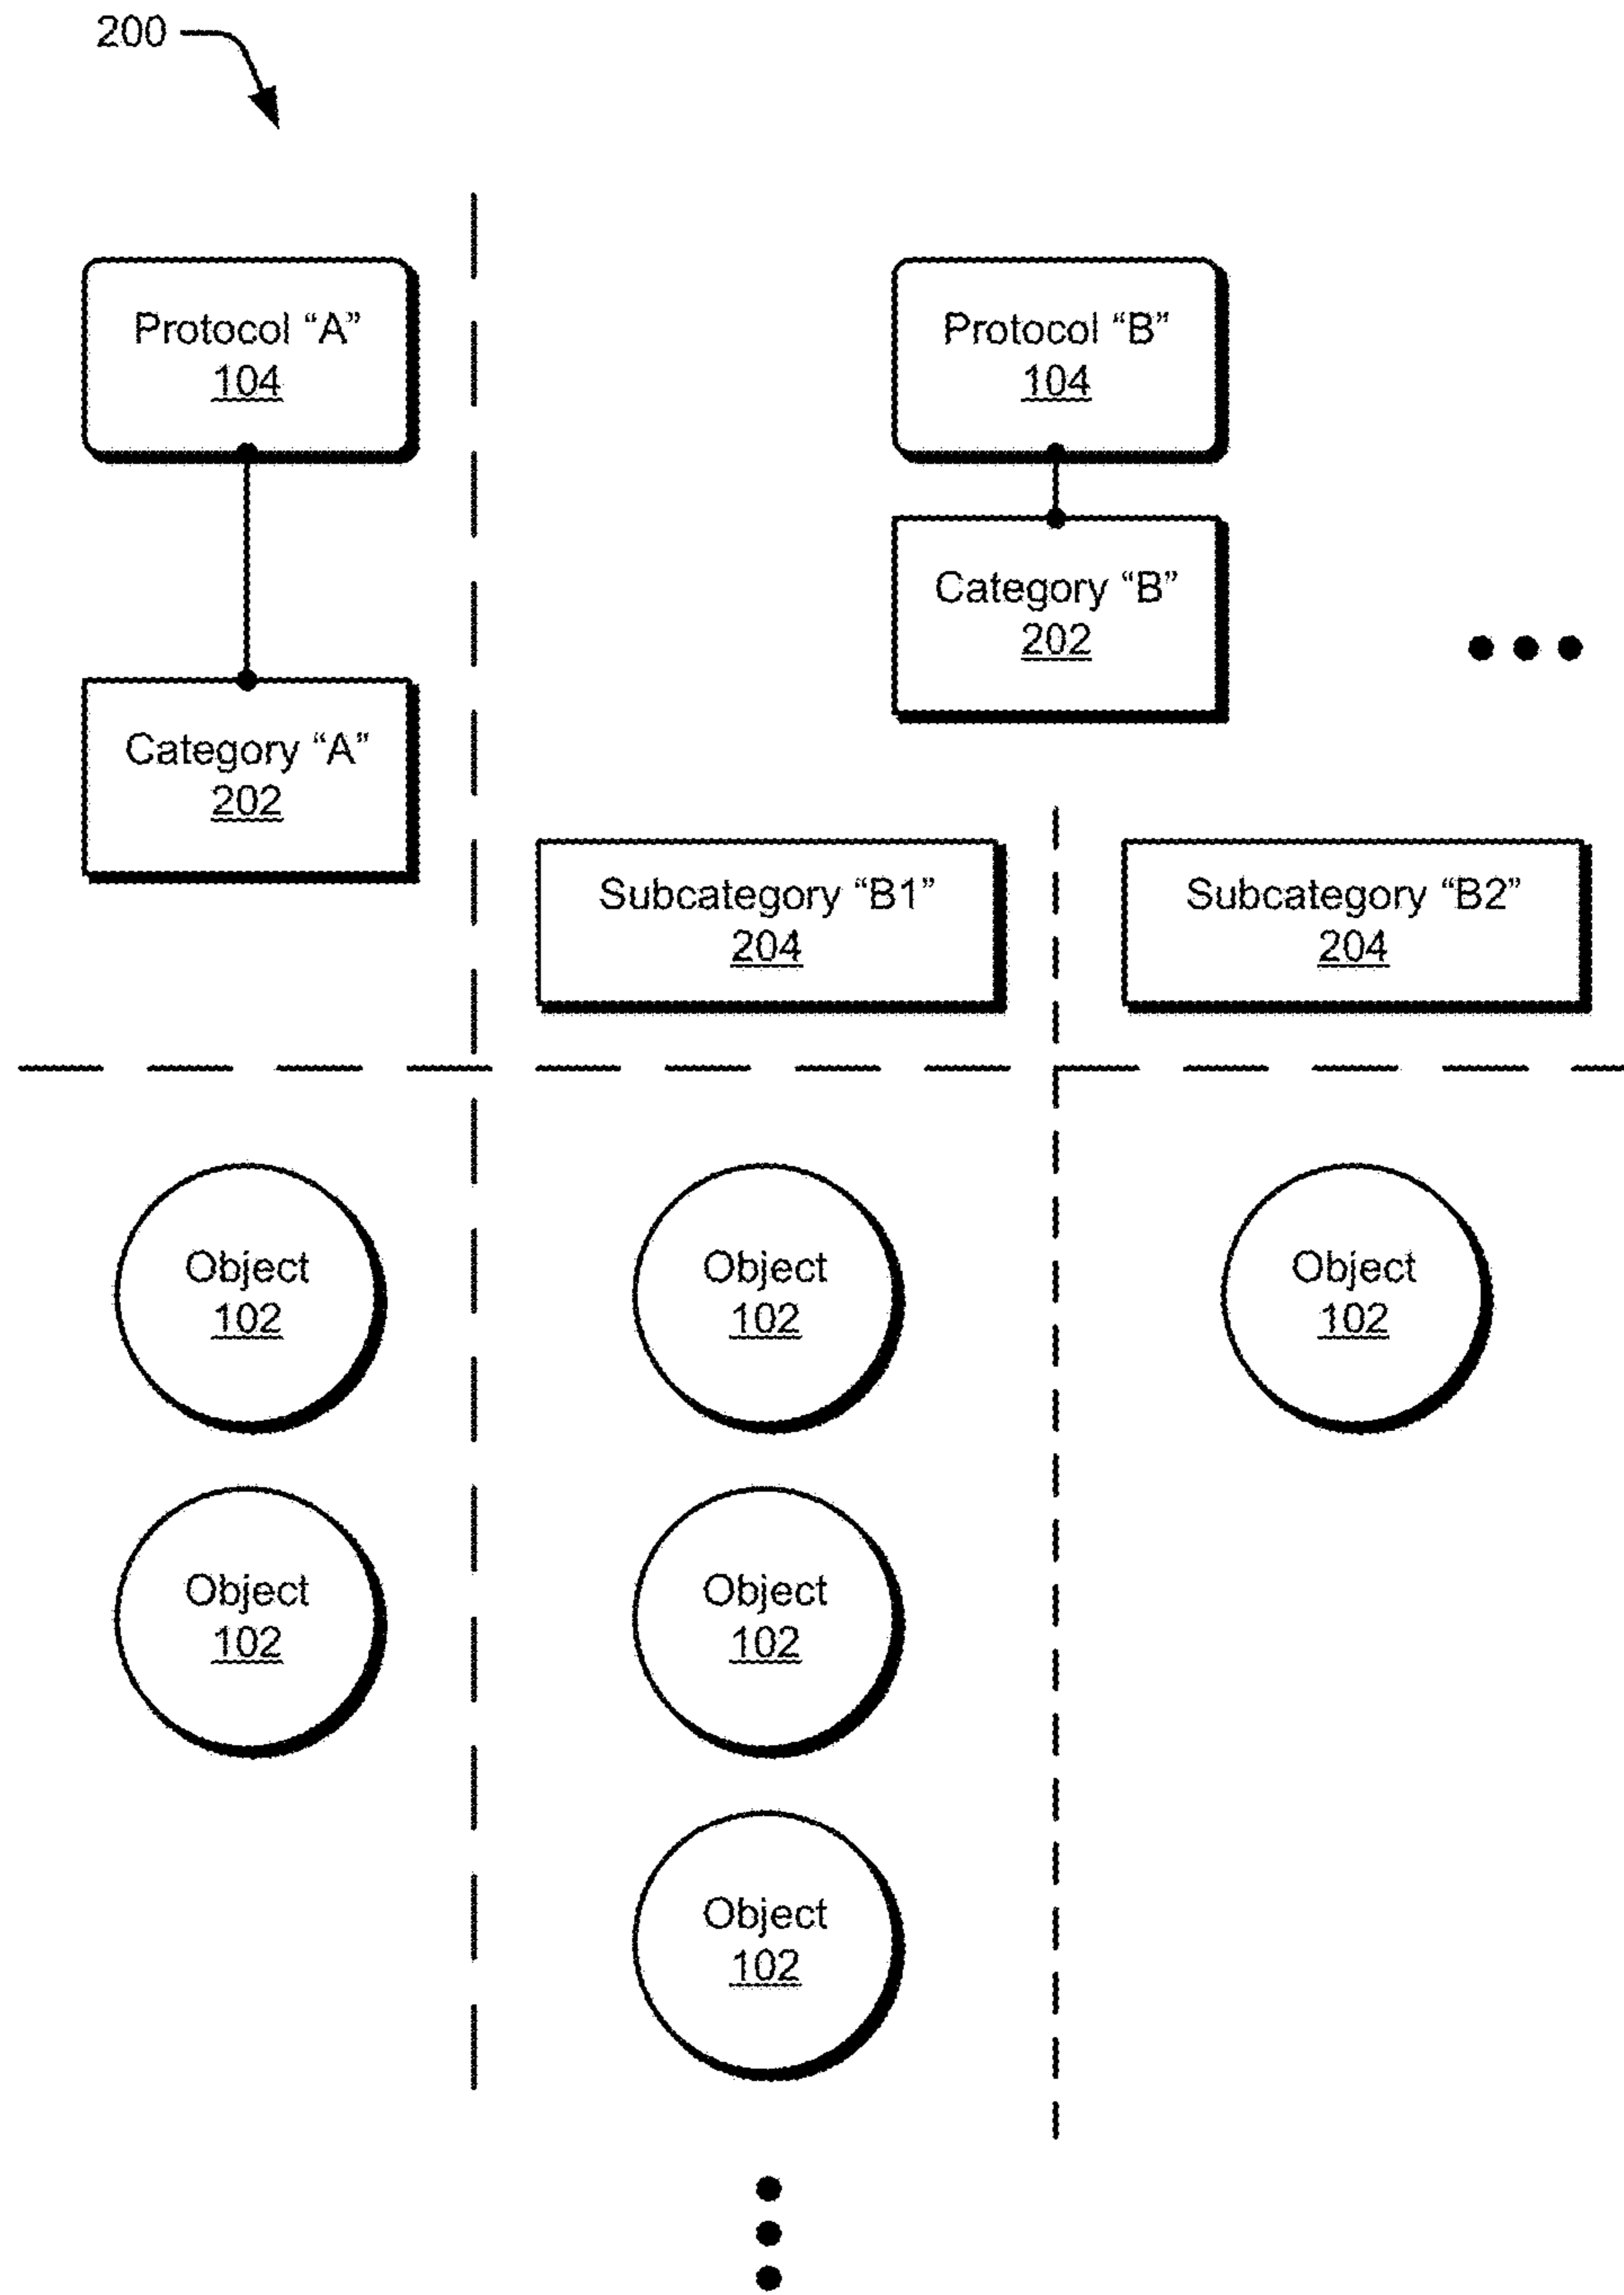 200
Protocol “A”
104
Protocol “B”
104
Category “B”
202
Category “A”
202
Subcategory “B1”
204
Subcategory “B2”
204
Object
102
Object
102
Object
102
Object
102
Object
102
Object
102